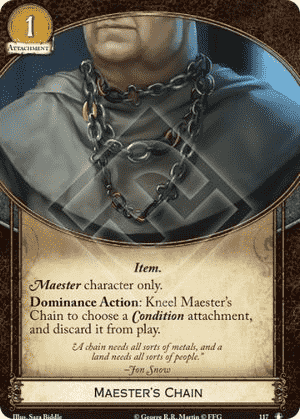 1
ATTACHMENT
Item.
Maester character only.
Dominance Action: Kneel Maester's
Chain to choose a Condition attachment,
and discard it from play.
"A chain needs all sorts of metals, and a
land needs all sorts of people."
–Jon Snow
MAESTER'S CHAIN
Illus. Sara Biddle
© George R.R. Martin © FFG
117